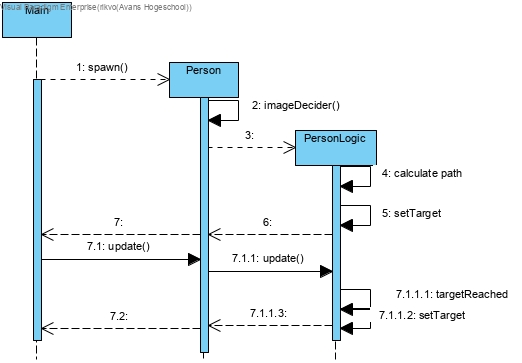 Visual Paradigm Enterprise(rikvo(Avans Hogeschool))
Main
1: spawn()
Person
2: imageDecider()
3:
PersonLogic
4: calculate path
5: setTarget
7:
6:
7.1: update()
7.1.1: update()
7.1.1.1: targetReached
7.2:
7.1.1.3:
7.1.1.2: setTarget